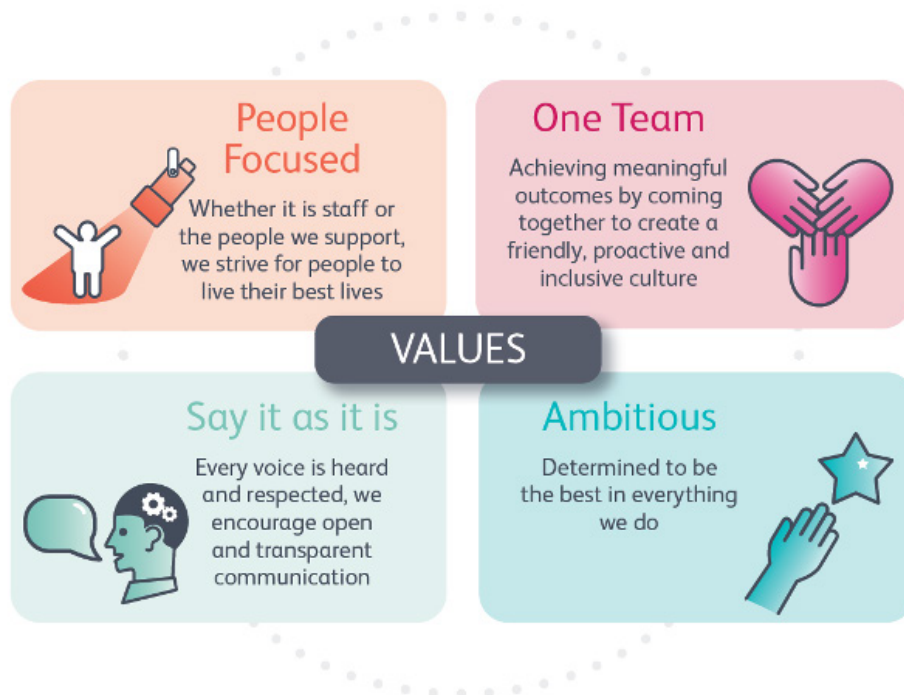 People
Focused
Whether it is staff or
the people we support,
we strive for people to
live their best lives
One Team
Achieving meaningful
outcomes by coming
together to create a
friendly, proactive and
inclusive culture
VALUES
Say it as it is
Every voice is heard
and respected, we
encourage open
and transparent
communication
Ambitious
Determined to be
the best in everything
we do